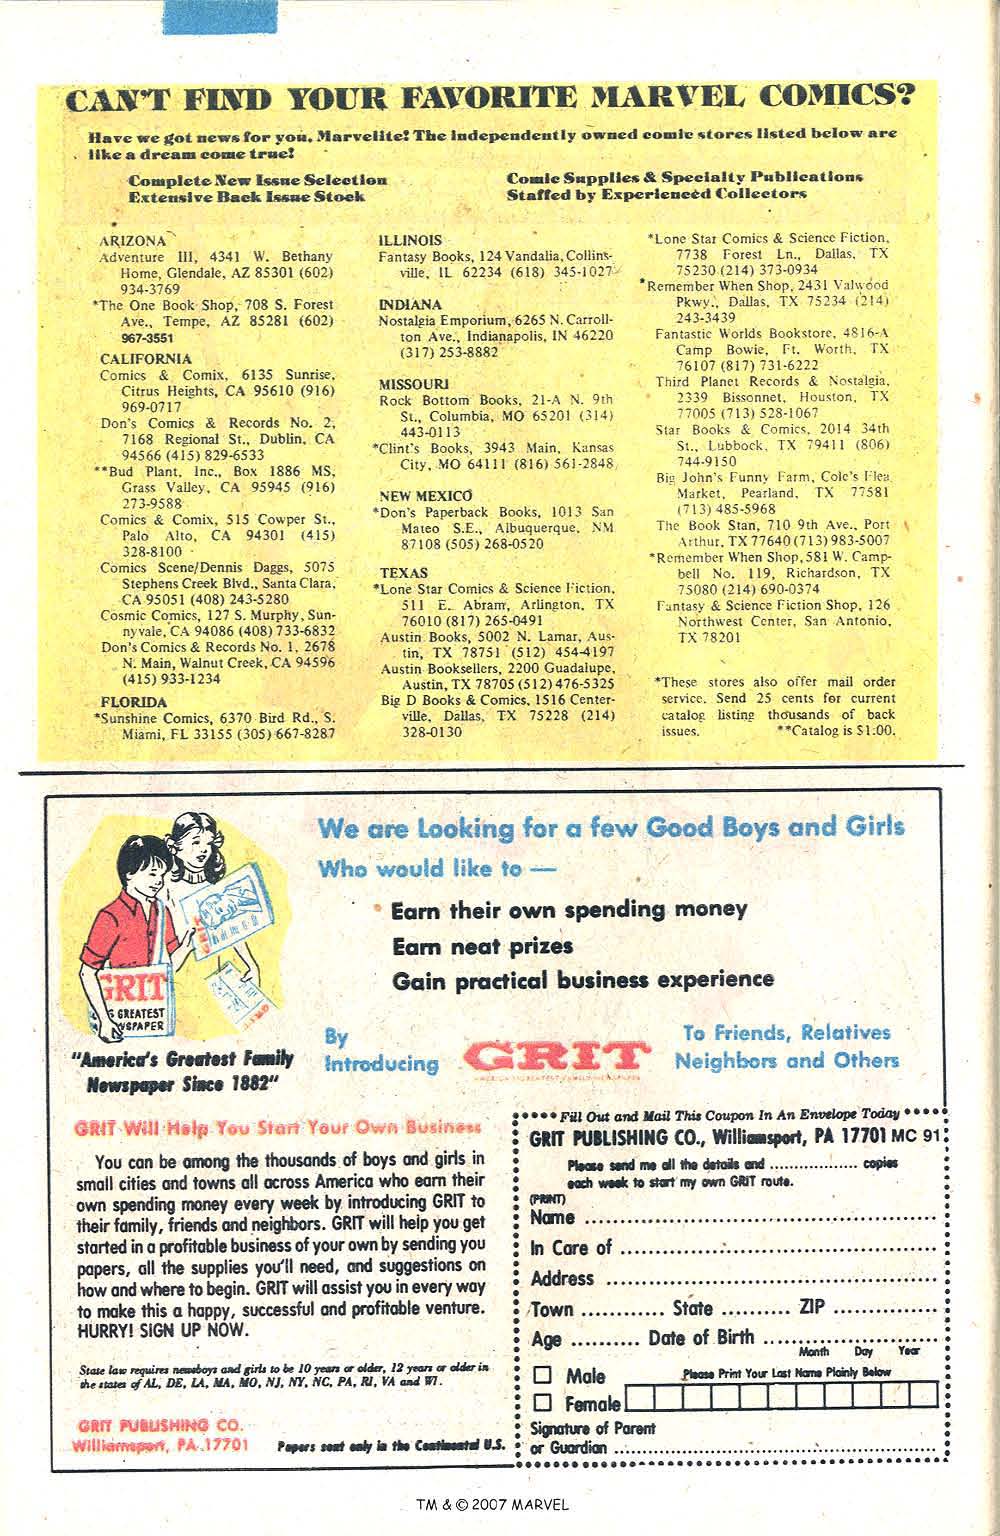 CAN'T FIND YOUR FAVORITE MARVEL COMICS?
Have we got news for you, Marvelite! The independently owned comic stores listed below are
like a dream come true!
Complete New Issue Selection
Extensive Back Issue Stock
Comic Supplies & Specialty Publications
Staffed by Experienced Collectors
ARIZONA
Adventure III, 4341 W. Bethany
Home, Glendale, AZ 85301 (602)
934-3769
*The One Book Shop, 708 S. Forest
Ave., Tempe, AZ 85281 (602)
967-3551
CALIFORNIA
Comics & Comix, 6135 Sunrise,
Citrus Heights, CA 95610 (916)
969-0717
Don's Comics & Records No. 2,
7168 Regional St., Dublin, CA
94566 (415) 829-6533
**Bud Plant, Inc., Box 1886 MS,
Grass Valley, CA 95945 (916)
273-9588
Comics & Comix, 515 Cowper St.,
Palo Alto, CA 94301 (415)
328-8100
Comics Scene/Dennis Daggs, 5075
Stephens Creek Blvd., Santa Clara,
CA 95051 (408) 243-5280
Cosmic Comics, 127 S. Murphy, Sun-
nyvale, CA 94086 (408) 733-6832
Don's Comics & Records No. 1, 2678
N. Main, Walnut Creek, CA 94596
(415) 933-1234
FLORIDA
*Sunshine Comics, 6370 Bird Rd., S.
Miami, FL 33155 (305) 667-8287
ILLINOIS
Fantasy Books, 124 Vandalia, Collins-
ville, IL 62234 (618) 345-1027
INDIANA
Nostalgia Emporium, 6265 N. Carroll-
ton Ave., Indianapolis, IN 46220
(317) 253-8882
MISSOURI
Rock Bottom Books, 21-A N. 9th
St., Columbia, MO 65201 (314)
443-0113
*Clint's Books, 3943 Main, Kansas
City, MO 64111 (816) 561-2848
NEW MEXICO
*Don's Paperback Books, 1013 San
Mateo S.E., Albuquerque, NM
87108 (505) 268-0520
TEXAS
*Lone Star Comics & Science Fiction,
511 E. Abram, Arlington, TX
76010 (817) 265-0491
Austin Books, 5002 N. Lamar, Aus-
tin, TX 78751 (512) 454-4197
Austin Booksellers, 2200 Guadalupe,
Austin, TX 78705 (512) 476-5325
Big D Books & Comics, 1516 Center-
ville, Dallas, TX 75228 (214)
328-0130
*Lone Star Comics & Science Fiction,
7738 Forest Ln., Dallas, TX
75230 (214) 373-0934
*Remember When Shop, 2431 Valwood
Pkwy., Dallas, TX 75234 (214)
243-3439
Fantastic Worlds Bookstore, 4816-A
Camp Bowie, Ft. Worth, TX
76107 (817) 731-6222
Third Planet Records & Nostalgia,
2339 Bissonnet, Houston, TX
77005 (713) 528-1067
Star Books & Comics, 2014 34th
St., Lubbock, TX 79411 (806)
744-9150
Big John's Funny Farm, Cole's Flea
Market, Pearland, TX 77581
(713) 485-5968
The Book Stan, 710 9th Ave., Port
Arthur, TX 77640 (713) 983-5007
*Remember When Shop, 581 W. Camp-
bell No. 119, Richardson, TX
75080 (214) 690-0374
Fantasy & Science Fiction Shop, 126
Northwest Center, San Antonio,
TX 78201
*These stores also offer mail order
service. Send 25 cents for current
catalog listing thousands of back
issues. **Catalog is $1:00.
We are Looking for a few Good Boys and Girls
Who would like to —
Earn their own spending money
Earn neat prizes
Gain practical business experience
By
Introducing
GRIT
AMERICA'S GREATEST FAMILY NEWSPAPER
To Friends, Relatives
Neighbors and Others
GRIT
GRIT
S GREATEST
SPAPER
"America's Greatest Family
Newspaper Since 1882"
GRIT Will Help You Start Your Own Business
You can be among the thousands of boys and girls in
small cities and towns all across America who earn their
own spending money every week by introducing GRIT to
their family, friends and neighbors. GRIT will help you get
started in a profitable business of your own by sending you
papers, all the supplies you'll need, and suggestions on
how and where to begin. GRIT will assist you in every way
to make this a happy, successful and profitable venture.
HURRY! SIGN UP NOW.
State law requires newsboys and girls to be 10 years or older, 12 years or older in
the states of AL, DE, LA, MA, MO, NJ, NY, NC, PA, RI, VA and WI.
GRIT PUBLISHING CO.
Williamsport, PA 17701
Papers sent only in the Continental U.S.
Fill Out and Mail This Coupon In An Envelope Today
GRIT PUBLISHING CO., Williamsport, PA 17701 MC 91
Please send me all the details and .................. copies
each week to start my own GRIT route.
(PRINT)
Name
In Care of
Address
Town ............ State .......... ZIP
Age .......... Date of Birth
Month Day Year
Male
Please Print Your Last Name Plainly Below
Female
Signature of Parent
or Guardian
TM & © 2007 MARVEL